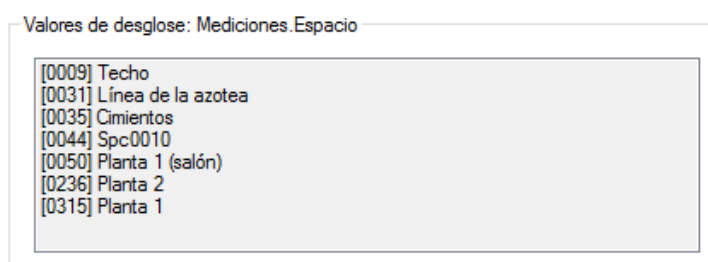 Valores de desglose: Mediciones.Espacio
[0009] Techo
[0031] Línea de la azotea
[0035] Cimientos
[0044] Spc0010
[0050] Planta 1 (salón)
[0236] Planta 2
[0315] Planta 1